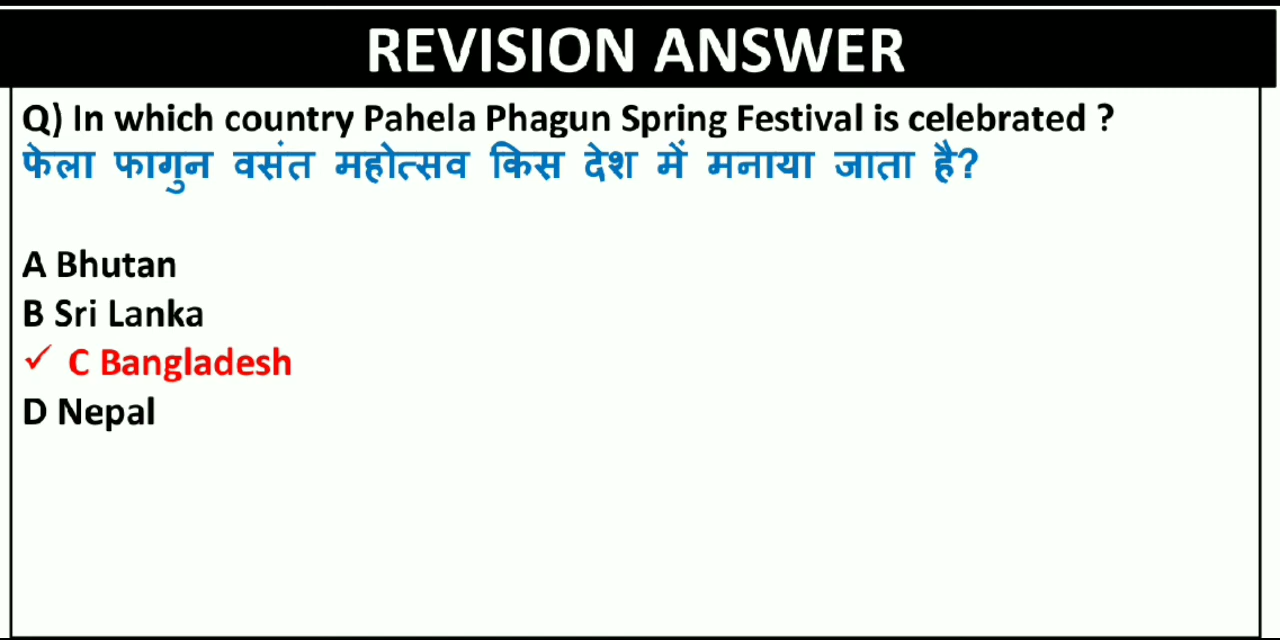 REVISION ANSWER
Q) In which country Pahela Phagun Spring Festival is celebrated ?
फेला फागुन वसंत महोत्सव किस देश में मनाया जाता है?
A Bhutan
B Sri Lanka
✓ C Bangladesh
D Nepal